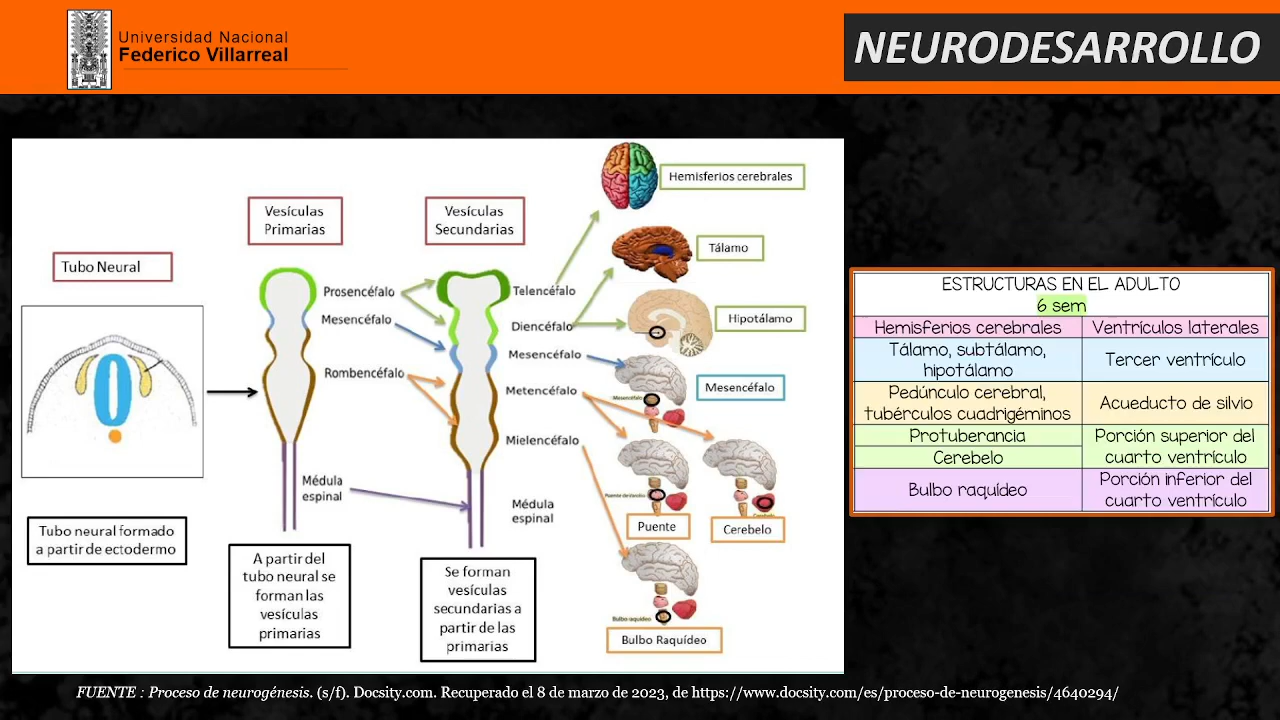 Universidad Nacional
Federico Villarreal
NEURODESARROLLO
Tubo Neural
Tubo neural formado
a partir de ectodermo
Vesículas
Primarias
Prosencéfalo
Mesencéfalo
Rombencéfalo
Médula
espinal
A partir del
tubo neural se
forman las
vesículas
primarias
Vesículas
Secundarias
Telencéfalo
Diencéfalo
Mesencéfalo
Metencéfalo
Mielencéfalo
Médula
espinal
Se forman
vesículas
secundarias a
partir de las
primarias
Hemisferios cerebrales
Tálamo
Hipotálamo
Mesencéfalo
Mesencéfalo
Puente
Cerebelo
Bulbo Raquídeo
ESTRUCTURAS EN EL ADULTO
6 sem
Hemisferios cerebrales
Ventrículos laterales
Tálamo, subtálamo,
hipotálamo
Tercer ventrículo
Pedúnculo cerebral,
tubérculos cuadrigéminos
Acueducto de silvio
Protuberancia
Cerebelo
Porción superior del
cuarto ventrículo
Bulbo raquídeo
Porción inferior del
cuarto ventrículo
FUENTE : Proceso de neurogénesis. (s/f). Docsity.com. Recuperado el 8 de marzo de 2023, de https://www.docsity.com/es/proceso-de-neurogenesis/4640294/